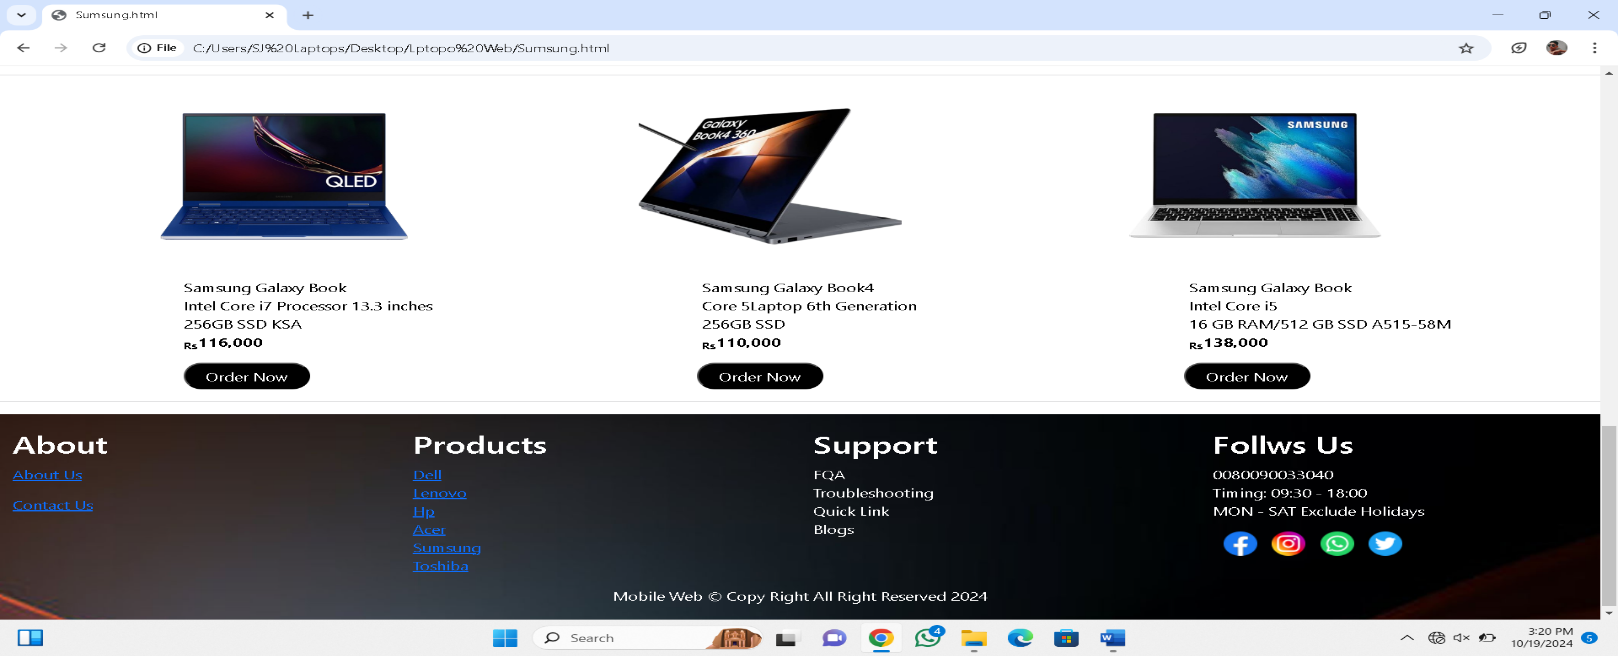 Sumsung.html
File
C:/Users/SJ%20Laptops/Desktop/Lptopo%20Web/Sumsung.html
QLED
Galaxy
Book4 360
SAMSUNG
Samsung Galaxy Book
Intel Core i7 Processor 13.3 inches
256GB SSD KSA
Rs116,000
Order Now
Samsung Galaxy Book4
Core 5Laptop 6th Generation
256GB SSD
Rs110,000
Order Now
Samsung Galaxy Book
Intel Core i5
16 GB RAM/512 GB SSD A515-58M
Rs138,000
Order Now
About
About Us
Contact Us
Products
Dell
Lenovo
Hp
Acer
Sumsung
Toshiba
Support
FQA
Troubleshooting
Quick Link
Blogs
Follws Us
0080090033040
Timing: 09:30 - 18:00
MON - SAT Exclude Holidays
Mobile Web © Copy Right All Right Reserved 2024
Search
4
W
3:20 PM
10/19/2024
5